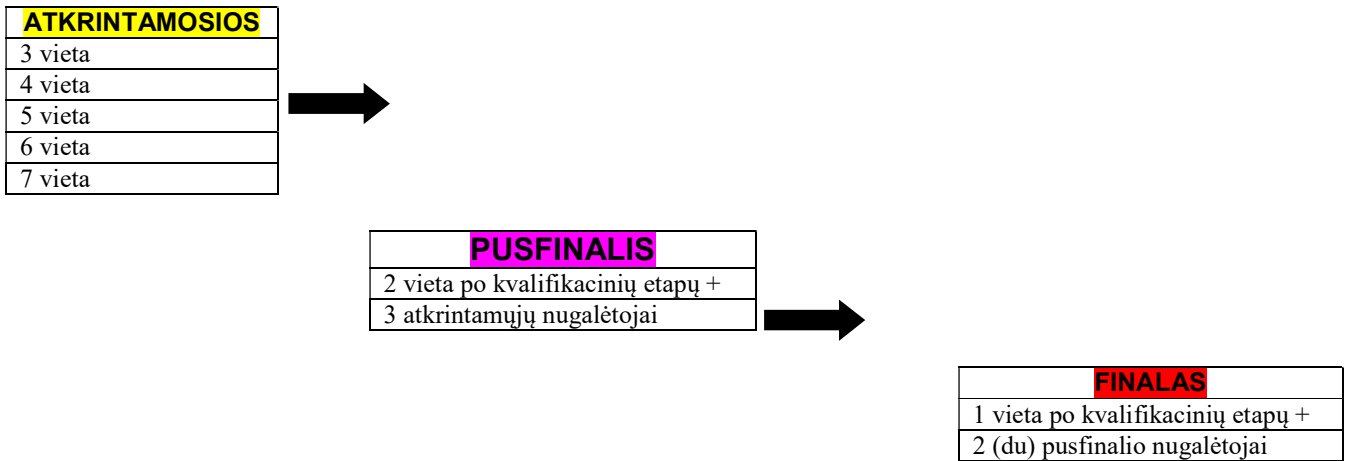 ATKRINTAMOSIOS
3 vieta
4 vieta
5 vieta
6 vieta
7 vieta
PUSFINALIS
2 vieta po kvalifikacinių etapų +
3 atkrintamųjų nugalėtojai
FINALAS
1 vieta po kvalifikacinių etapų +
2 (du) pusfinalio nugalėtojai